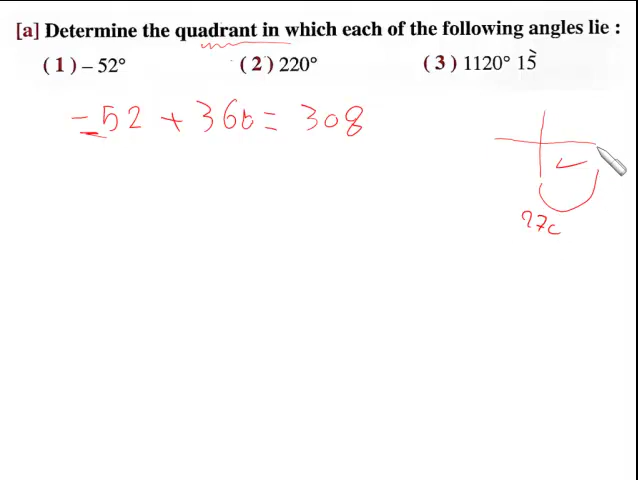 [a] Determine the quadrant in which each of the following angles lie :
(1) – 52° (2) 220° (3) 1120° 15̀
-52 + 360 = 308
270